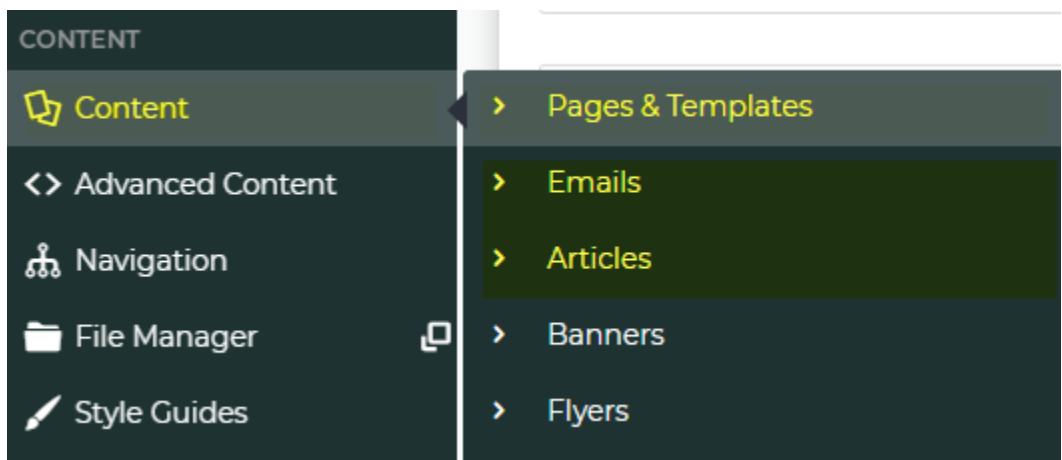 CONTENT
Content
Advanced Content
Navigation
File Manager
Style Guides
Pages & Templates
Emails
Articles
Banners
Flyers